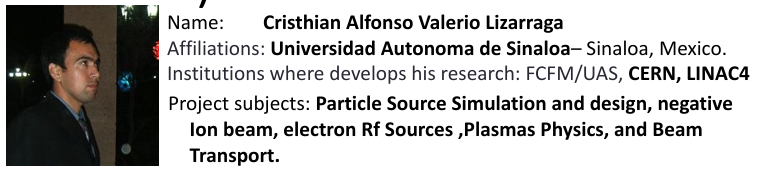 Name: Cristhian Alfonso Valerio Lizarraga
Affiliations: Universidad Autonoma de Sinaloa– Sinaloa, Mexico.
Institutions where develops his research: FCFM/UAS, CERN, LINAC4
Project subjects: Particle Source Simulation and design, negative
Ion beam, electron Rf Sources ,Plasmas Physics, and Beam
Transport.